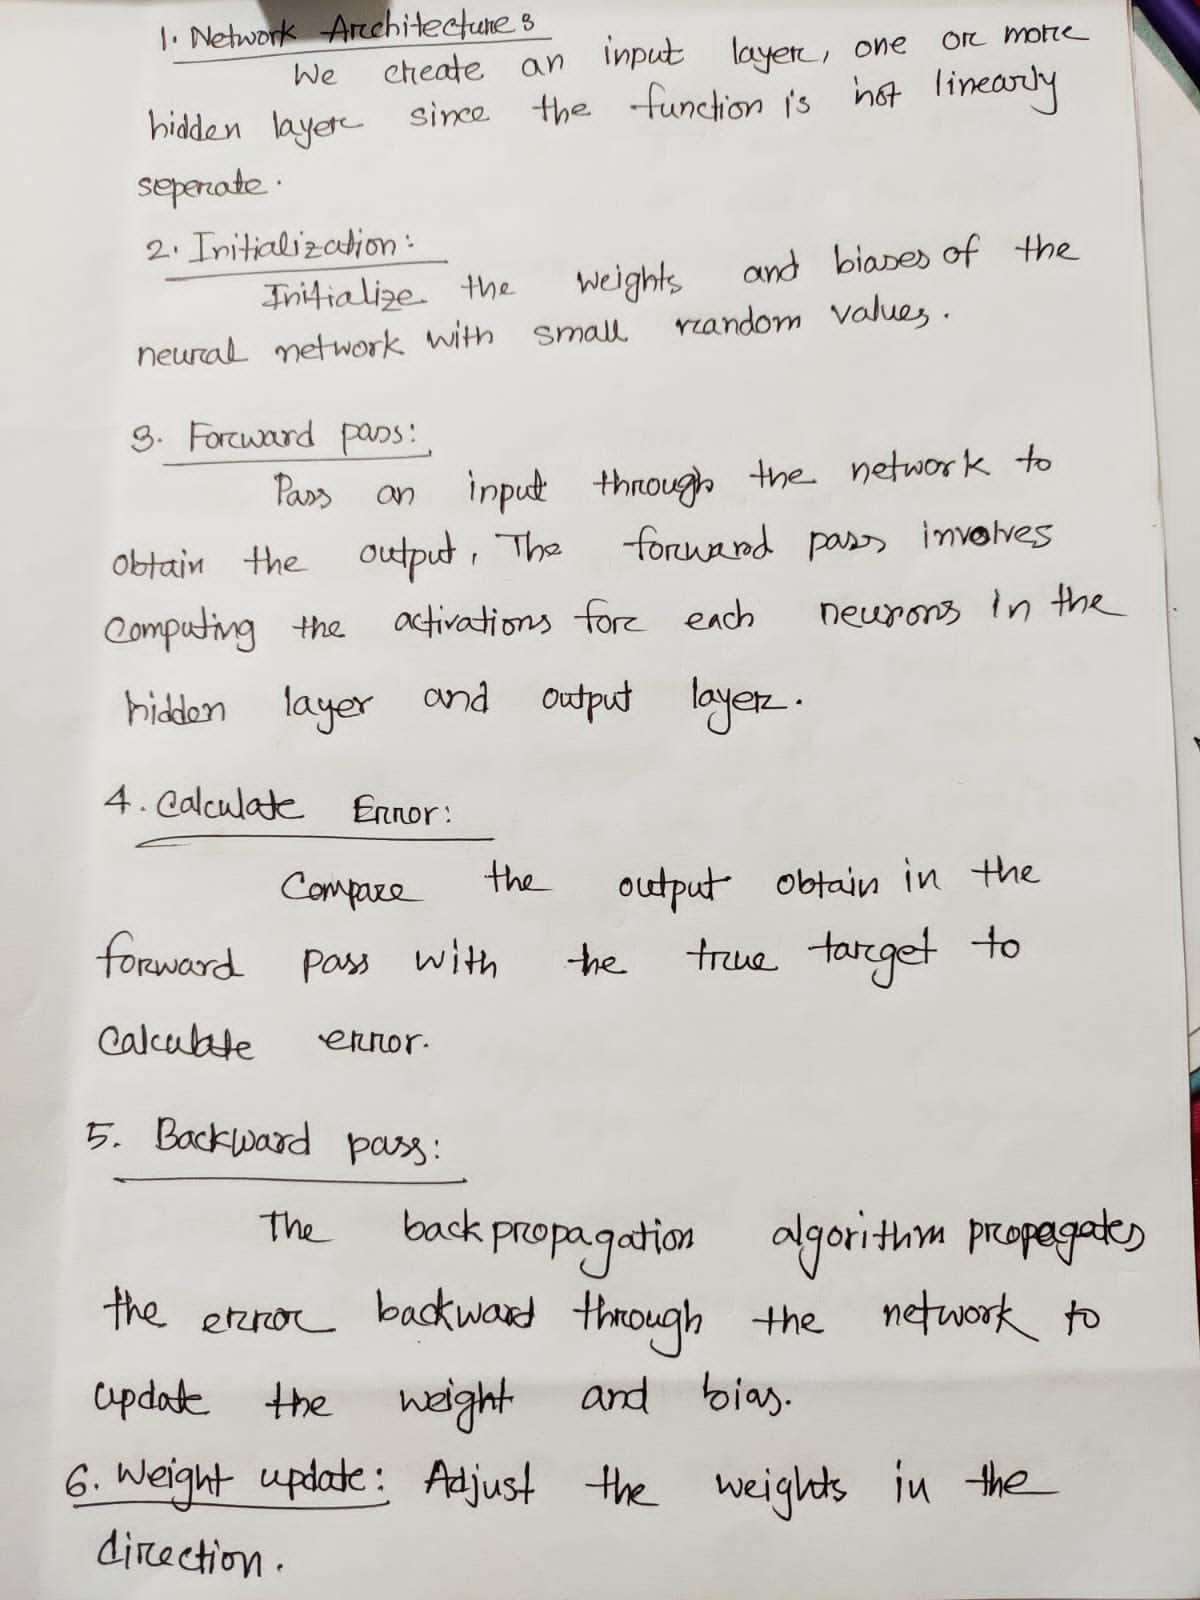 1. Network Architecture:
We create an input layer, one or more
hidden layer since the function is not linearly
seperate.
2. Initialization:
Initialize the weights and biases of the
neural network with small random values.
3. Forward pass:
Pass an input through the network to
obtain the output, The forward pass involves
computing the activations for each neurons in the
hidden layer and output layer.
4. Calculate Error:
Compare the output obtain in the
forward pass with the true target to
calculate error.
5. Backward pass:
The backpropagation algorithm propagates
the error backward through the network to
update the weight and bias.
6. Weight update: Adjust the weights in the
direction.